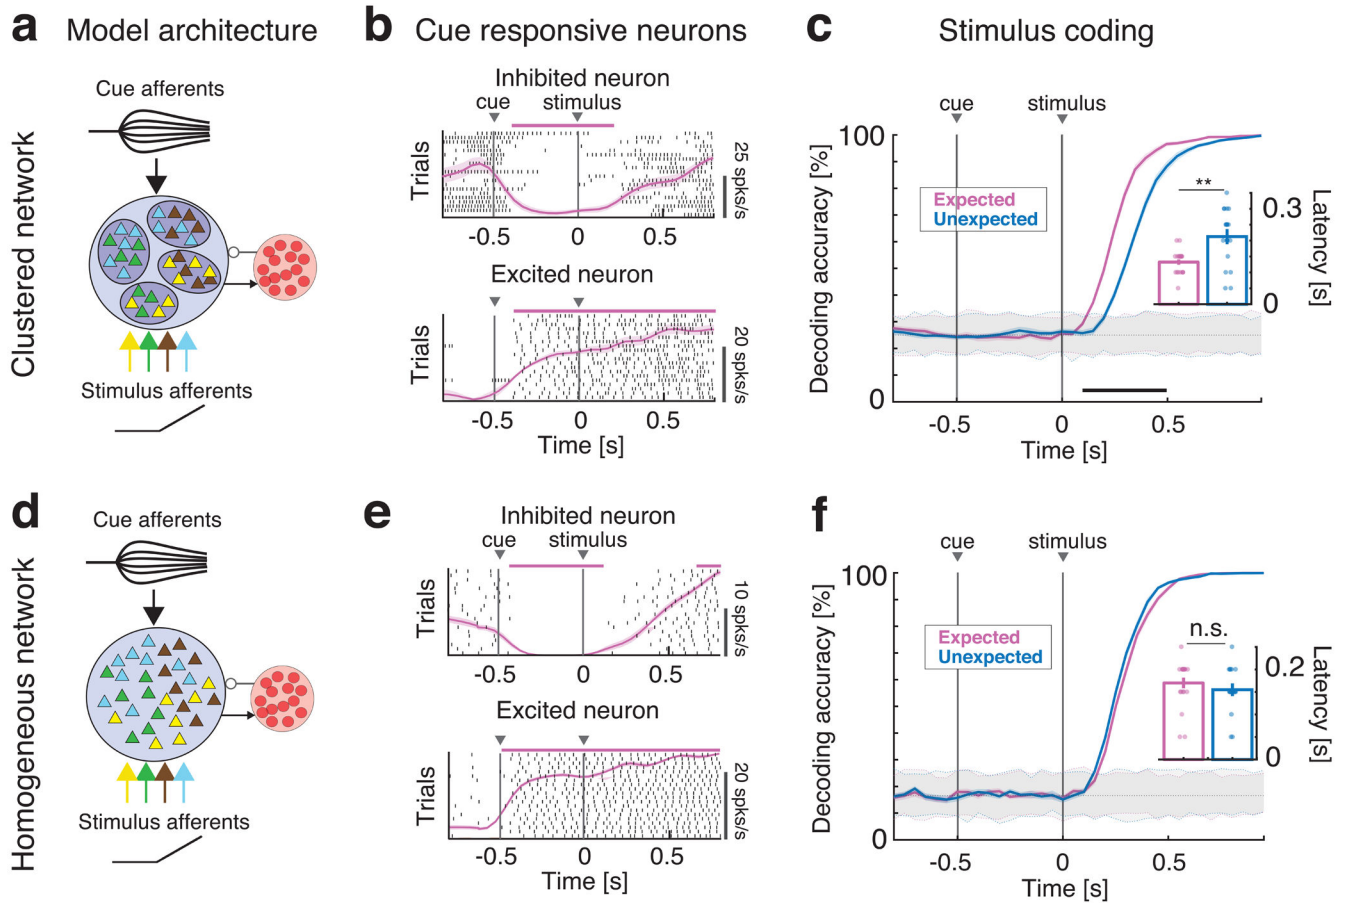 a Model architecture
Clustered network
Cue afferents
Stimulus afferents
b Cue responsive neurons
Inhibited neuron
cue stimulus
Trials
25 spks/s
-0.5 0 0.5
Excited neuron
Trials
20 spks/s
-0.5 0 0.5
Time [s]
c Stimulus coding
cue stimulus
100
Decoding accuracy [%]
Expected
Unexpected
**
0.3
Latency [s]
0
0
-0.5 0 0.5
Time [s]
d
Homogeneous network
Cue afferents
Stimulus afferents
e
Inhibited neuron
cue stimulus
Trials
10 spks/s
-0.5 0 0.5
Excited neuron
Trials
20 spks/s
-0.5 0 0.5
Time [s]
f
cue stimulus
100
Decoding accuracy [%]
Expected
Unexpected
n.s.
0.2
Latency [s]
0
0
-0.5 0 0.5
Time [s]